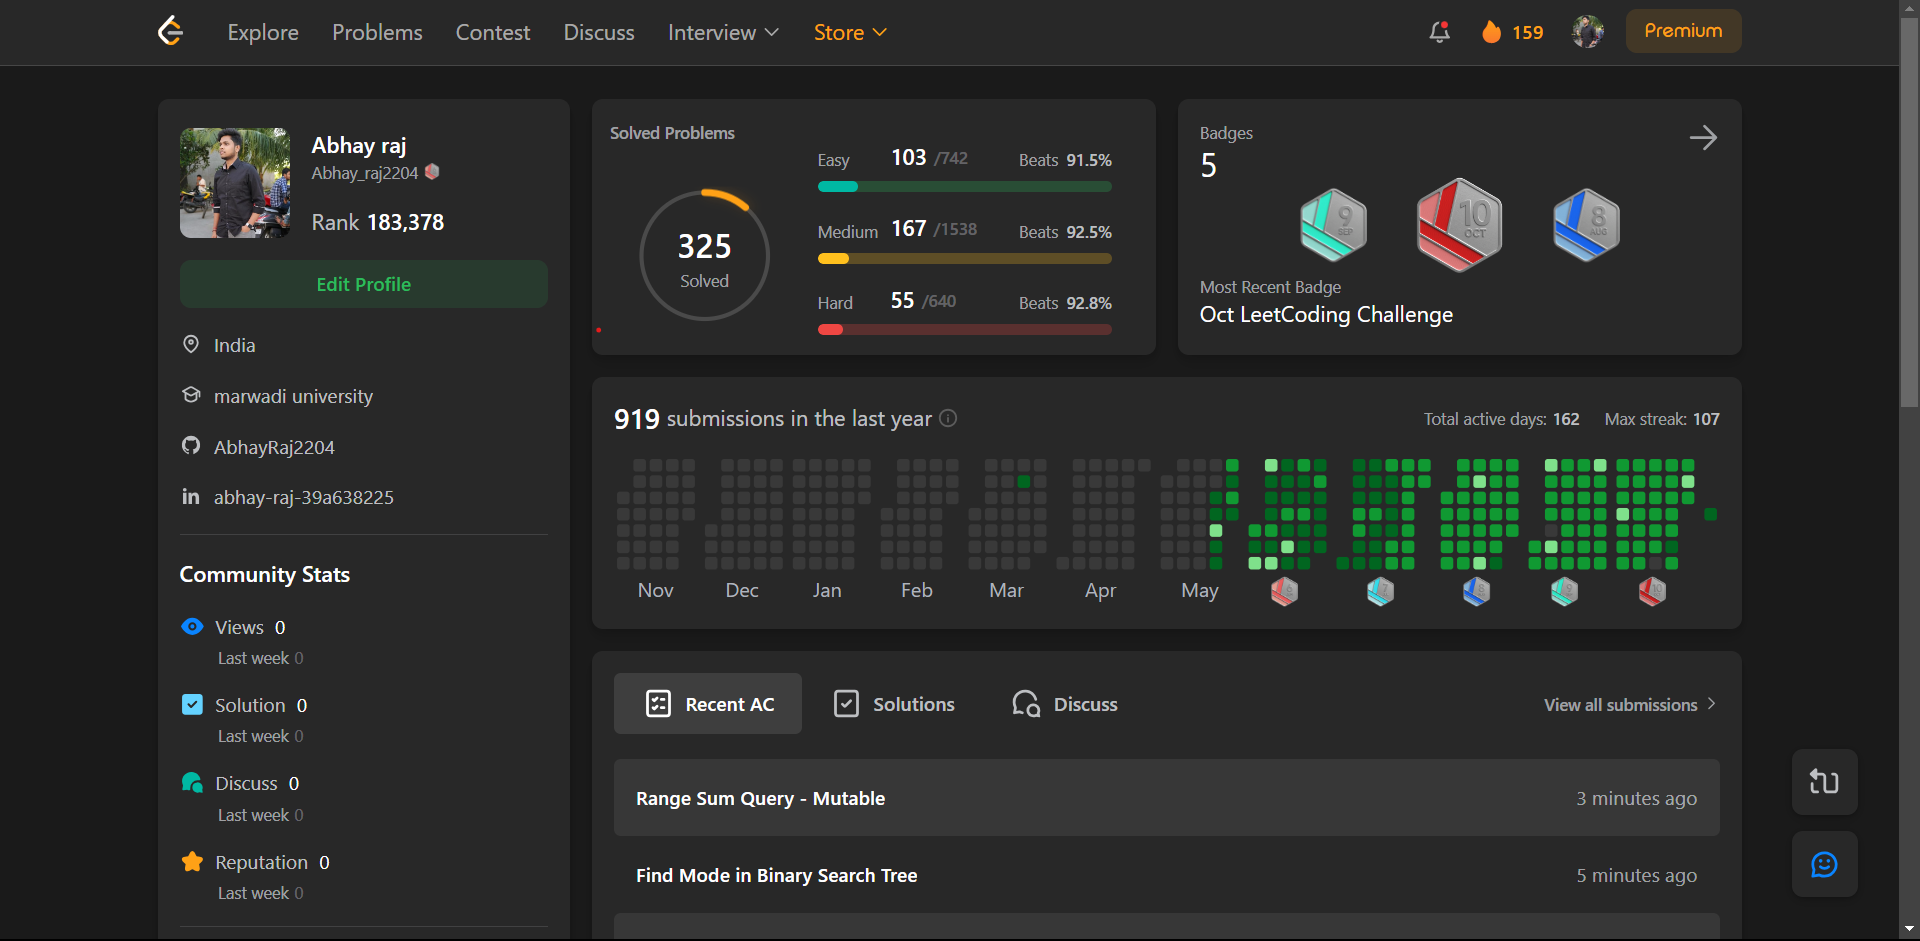 Explore Problems Contest Discuss Interview Store 159 Premium
Abhay raj
Abhay_raj2204
Rank 183,378
Edit Profile
India
marwadi university
AbhayRaj2204
in abhay-raj-39a638225
Community Stats
Views 0
Last week 0
Solution 0
Last week 0
Discuss 0
Last week 0
Reputation 0
Last week 0
Solved Problems
325
Solved
Easy 103 /742 Beats 91.5%
Medium 167 /1538 Beats 92.5%
Hard 55 /640 Beats 92.8%
Badges
5
9
SEP
10
OCT
8
AUG
Most Recent Badge
Oct LeetCoding Challenge
919 submissions in the last year
Total active days: 162 Max streak: 107
Nov Dec Jan Feb Mar Apr May
Recent AC Solutions Discuss View all submissions
Range Sum Query - Mutable 3 minutes ago
Find Mode in Binary Search Tree 5 minutes ago